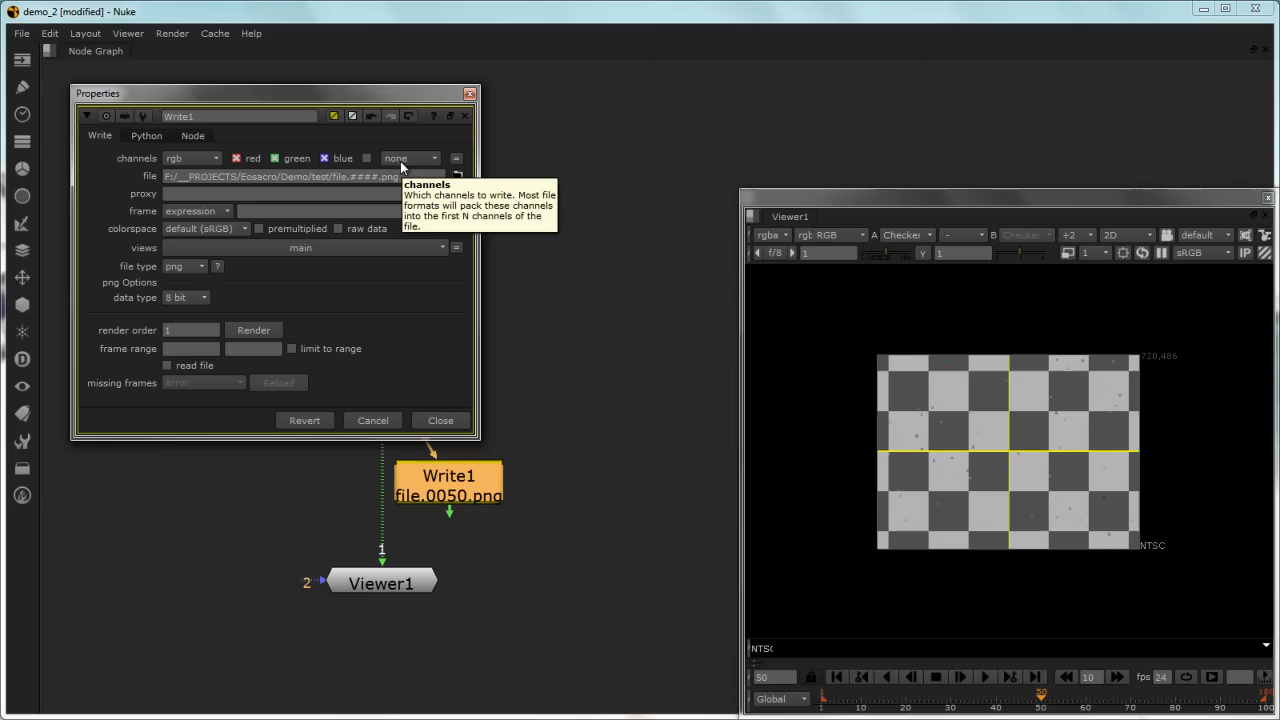 demo_2 [modified] - Nuke
File Edit Layout Viewer Render Cache Help
Node Graph
Properties
Write1
Write Python Node
channels rgb red green blue none =
file F:/__PROJECTS/Eosacro/Demo/test/file.####.png
proxy
frame expression
colorspace default (sRGB) premultiplied raw data
views main =
file type png ?
png Options
data type 8 bit
render order 1 Render
frame range limit to range
read file
missing frames error Reload
Revert Cancel Close
channels
Which channels to write. Most file
formats will pack these channels
into the first N channels of the
file.
Write1
file.0050.png
1
2 Viewer1
Viewer1
rgba rgb RGB A Checker - B Checker ÷2 2D default
f/8 1 Y 1 1 sRGB IP
720,486
NTSC
NTSC
50 10 fps 24
Global 1 10 20 30 40 50 50 60 70 80 90 100